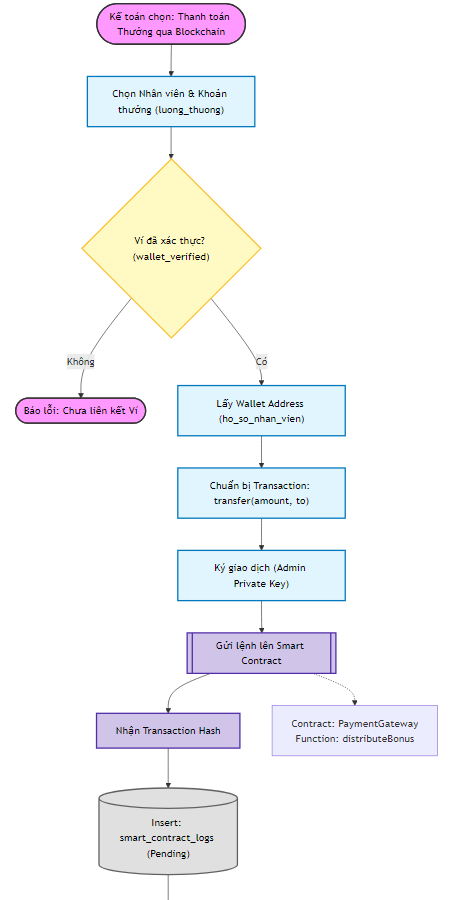 Kế toán chọn: Thanh toán
Thưởng qua Blockchain
Chọn Nhân viên & Khoản
thưởng (luong_thuong)
Ví đã xác thực?
(wallet_verified)
Không
Có
Báo lỗi: Chưa liên kết Ví
Lấy Wallet Address
(ho_so_nhan_vien)
Chuẩn bị Transaction:
transfer(amount, to)
Ký giao dịch (Admin
Private Key)
Gửi lệnh lên Smart
Contract
Nhận Transaction Hash
Contract: PaymentGateway
Function: distributeBonus
Insert:
smart_contract_logs
(Pending)